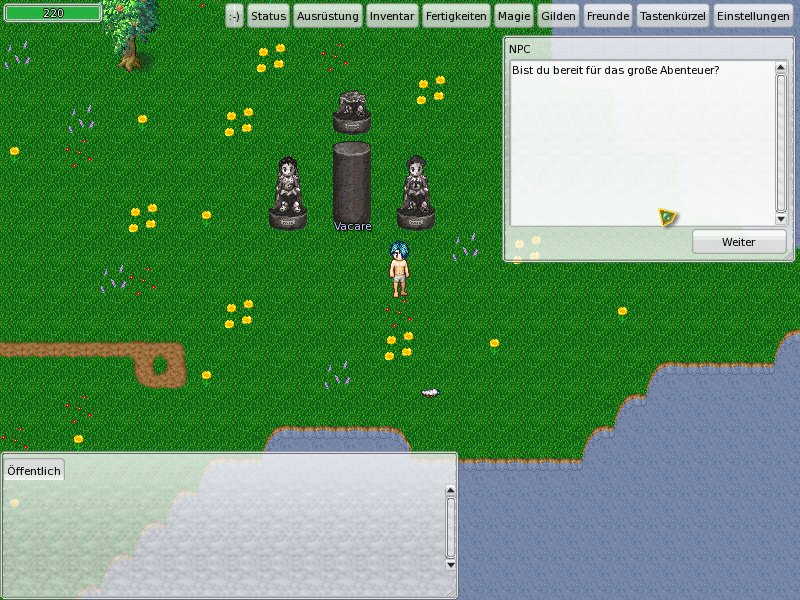 220
:-) Status Ausrüstung Inventar Fertigkeiten Magie Gilden Freunde Tastenkürzel Einstellungen
NPC
Bist du bereit für das große Abenteuer?
Weiter
Vacare
Öffentlich